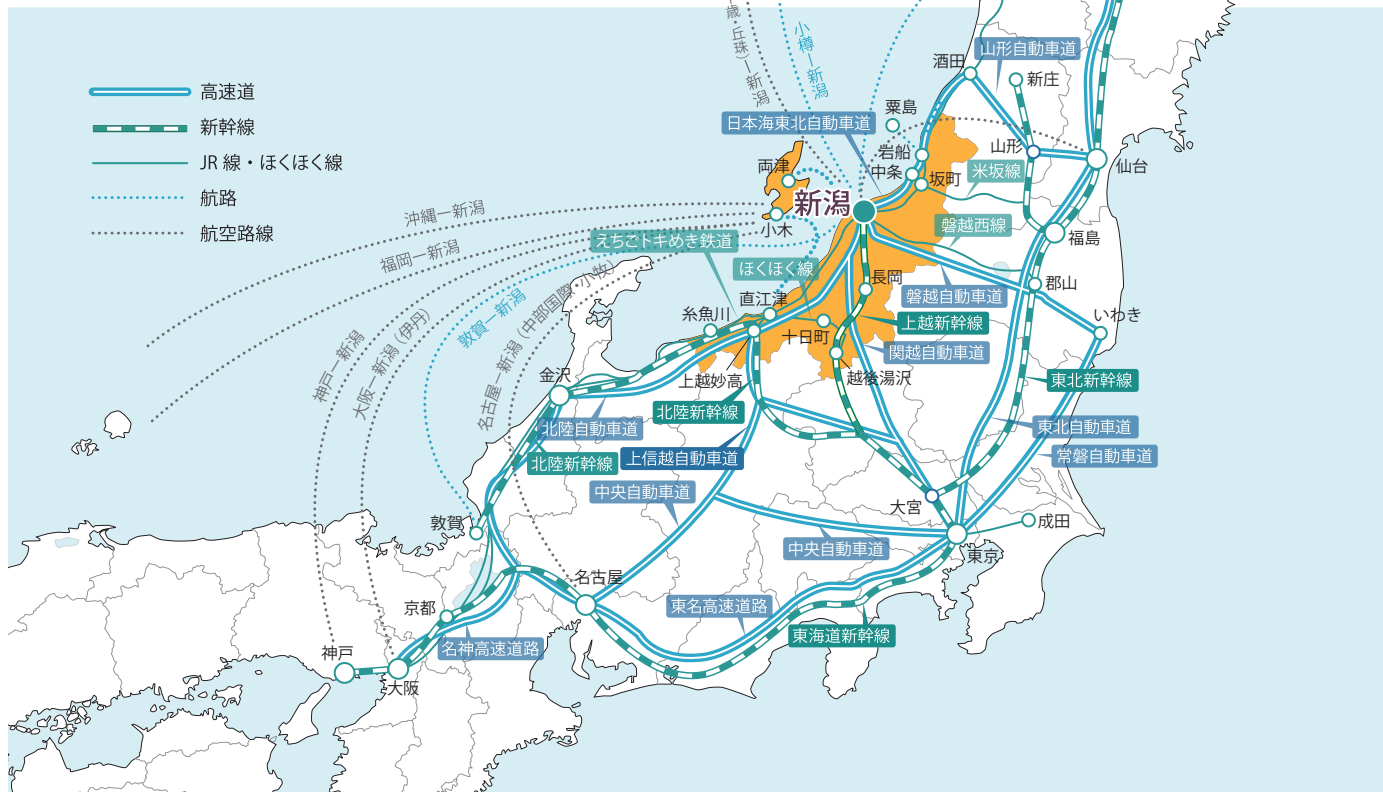 高速道
新幹線
JR 線・ほくほく線
航路
航空路線
歳・丘珠）ー新潟
小樽ー新潟
日本海東北自動車道
山形自動車道
酒田
新庄
粟島
岩船
中条
坂町
山形
仙台
米坂線
両津
新潟
小木
沖縄ー新潟
福岡ー新潟
えちごトキめき鉄道
磐越西線
福島
ほくほく線
長岡
磐越自動車道
郡山
いわき
敦賀ー新潟
名古屋ー新潟（中部国際・小牧）
神戸ー新潟
大阪ー新潟（伊丹）
糸魚川
直江津
十日町
上越新幹線
関越自動車道
上越妙高
越後湯沢
東北新幹線
金沢
北陸新幹線
北陸自動車道
東北自動車道
上信越自動車道
常磐自動車道
北陸新幹線
中央自動車道
大宮
成田
敦賀
中央自動車道
東京
名古屋
京都
東名高速道路
東海道新幹線
名神高速道路
神戸
大阪